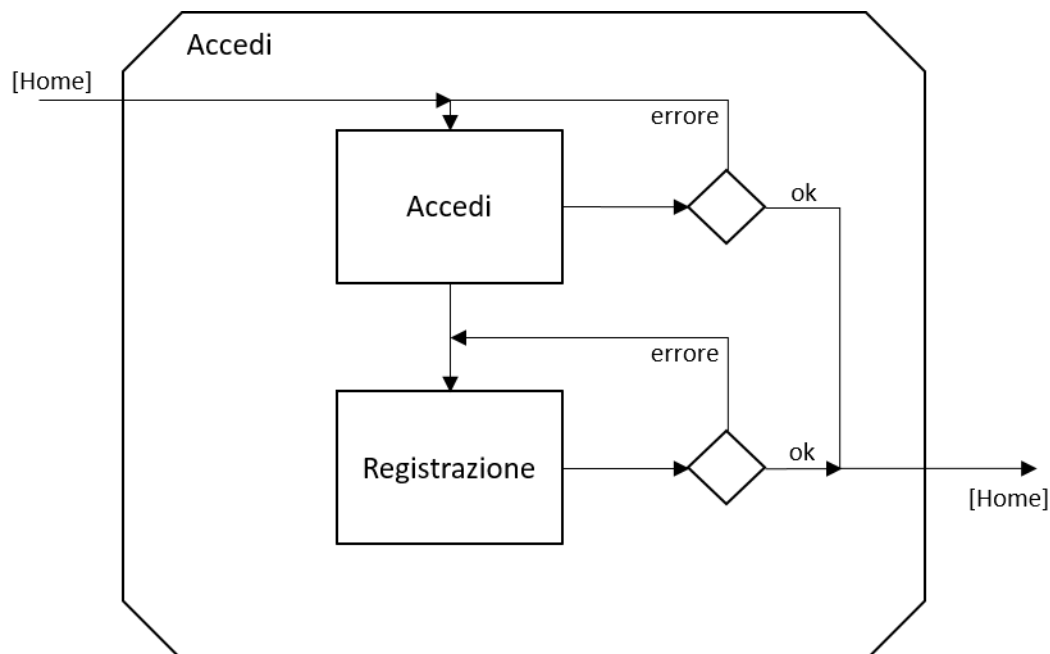 Accedi
[Home]
errore
Accedi
ok
errore
Registrazione
ok
[Home]